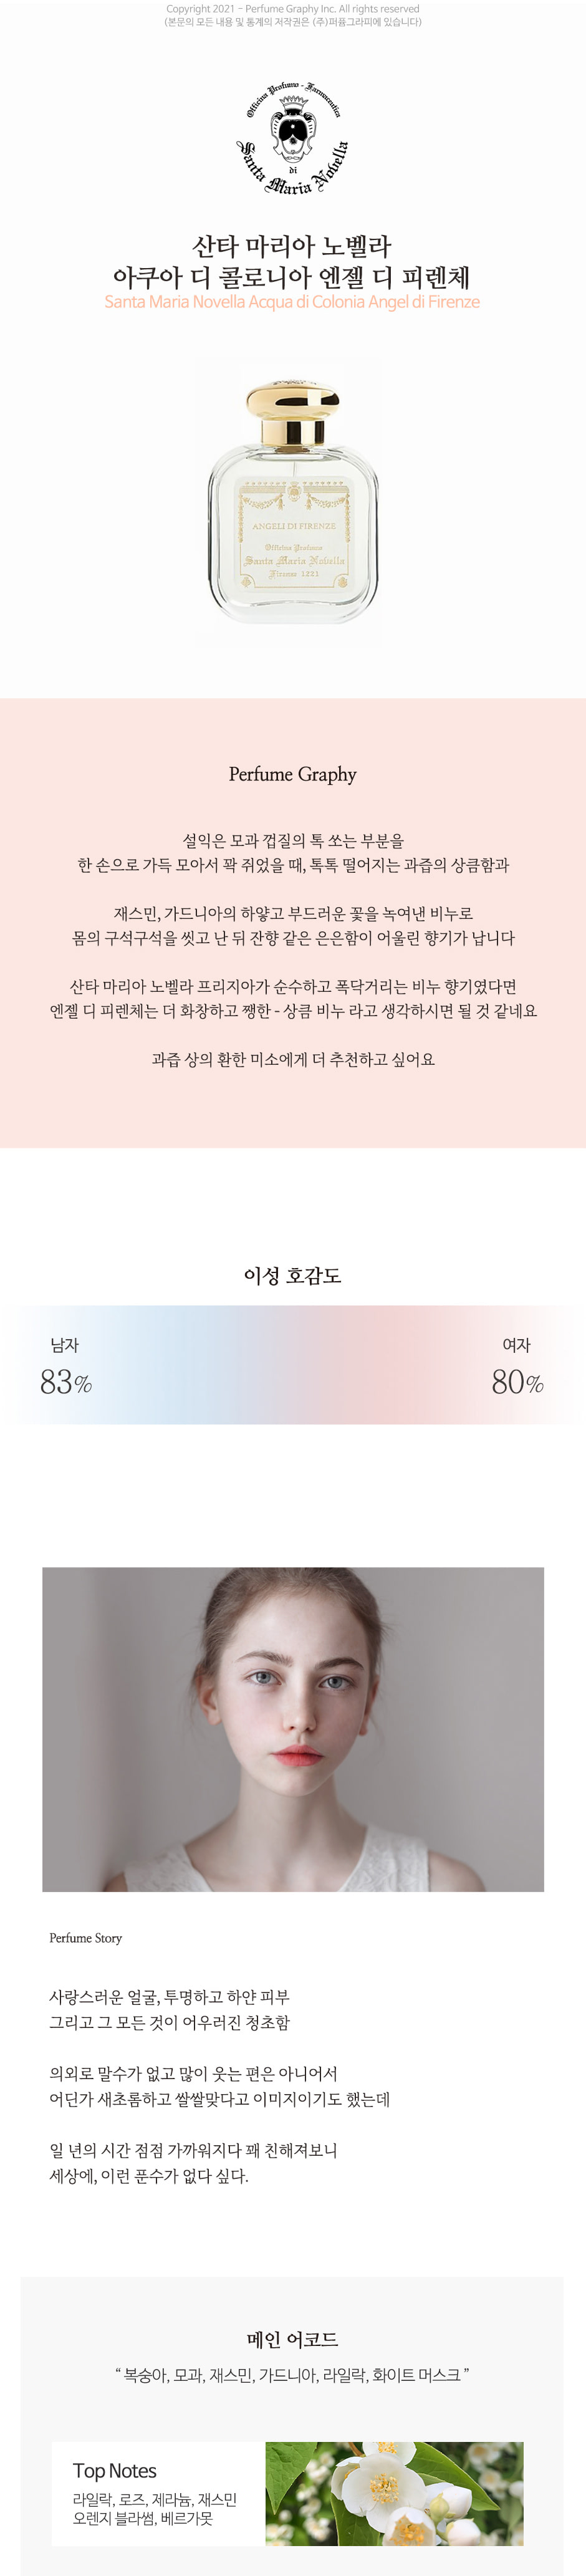 Copyright 2021 - Perfume Graphy Inc. All rights reserved
(본문의 모든 내용 및 통계의 저작권은 (주)퍼퓸그라피에 있습니다)
Officina Profumo - Farmaceutica
di
Santa Maria Novella
산타 마리아 노벨라
아쿠아 디 콜로니아 엔젤 디 피렌체
Santa Maria Novella Acqua di Colonia Angel di Firenze
ANGELI DI FIRENZE
Officina Profumo
Santa Maria Novella
Firenze 1221
Perfume Graphy
설익은 모과 껍질의 톡 쏘는 부분을
한 손으로 가득 모아서 꽉 쥐었을 때, 톡톡 떨어지는 과즙의 상큼함과
재스민, 가드니아의 하얗고 부드러운 꽃을 녹여낸 비누로
몸의 구석구석을 씻고 난 뒤 잔향 같은 은은함이 어울린 향기가 납니다
산타 마리아 노벨라 프리지아가 순수하고 폭닥거리는 비누 향기였다면
엔젤 디 피렌체는 더 화창하고 쨍한 - 상큼 비누 라고 생각하시면 될 것 같네요
과즙 상의 환한 미소에게 더 추천하고 싶어요
이성 호감도
남자
여자
83%
80%
Perfume Story
사랑스러운 얼굴, 투명하고 하얀 피부
그리고 그 모든 것이 어우러진 청초함
의외로 말수가 없고 많이 웃는 편은 아니어서
어딘가 새초롬하고 쌀쌀맞다고 이미지이기도 했는데
일 년의 시간 점점 가까워지다 꽤 친해져보니
세상에, 이런 푼수가 없다 싶다.
메인 어코드
“ 복숭아, 모과, 재스민, 가드니아, 라일락, 화이트 머스크 ”
Top Notes
라일락, 로즈, 제라늄, 재스민
오렌지 블라썸, 베르가못